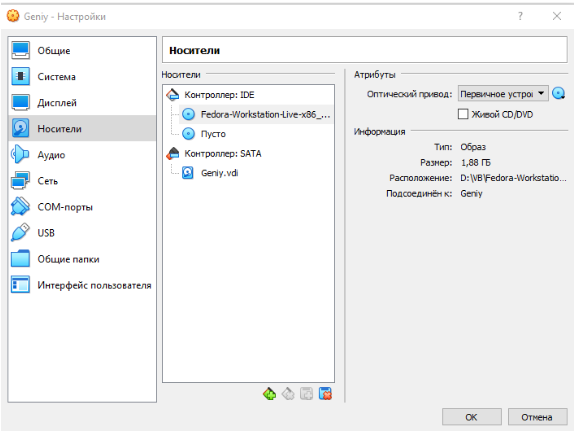 Geniy - Настройки
?
Общие
Система
Дисплей
Носители
Аудио
Сеть
COM-порты
USB
Общие папки
Интерфейс пользователя
Носители
Носители
Контроллер: IDE
Fedora-Workstation-Live-x86_...
Пусто
Контроллер: SATA
Geniy.vdi
Атрибуты
Оптический привод: Первичное устрой
Живой CD/DVD
Информация
Тип: Образ
Размер: 1,88 ГБ
Расположение: D:\VB\Fedora-Workstatio...
Подсоединён к: Geniy
OK Отмена